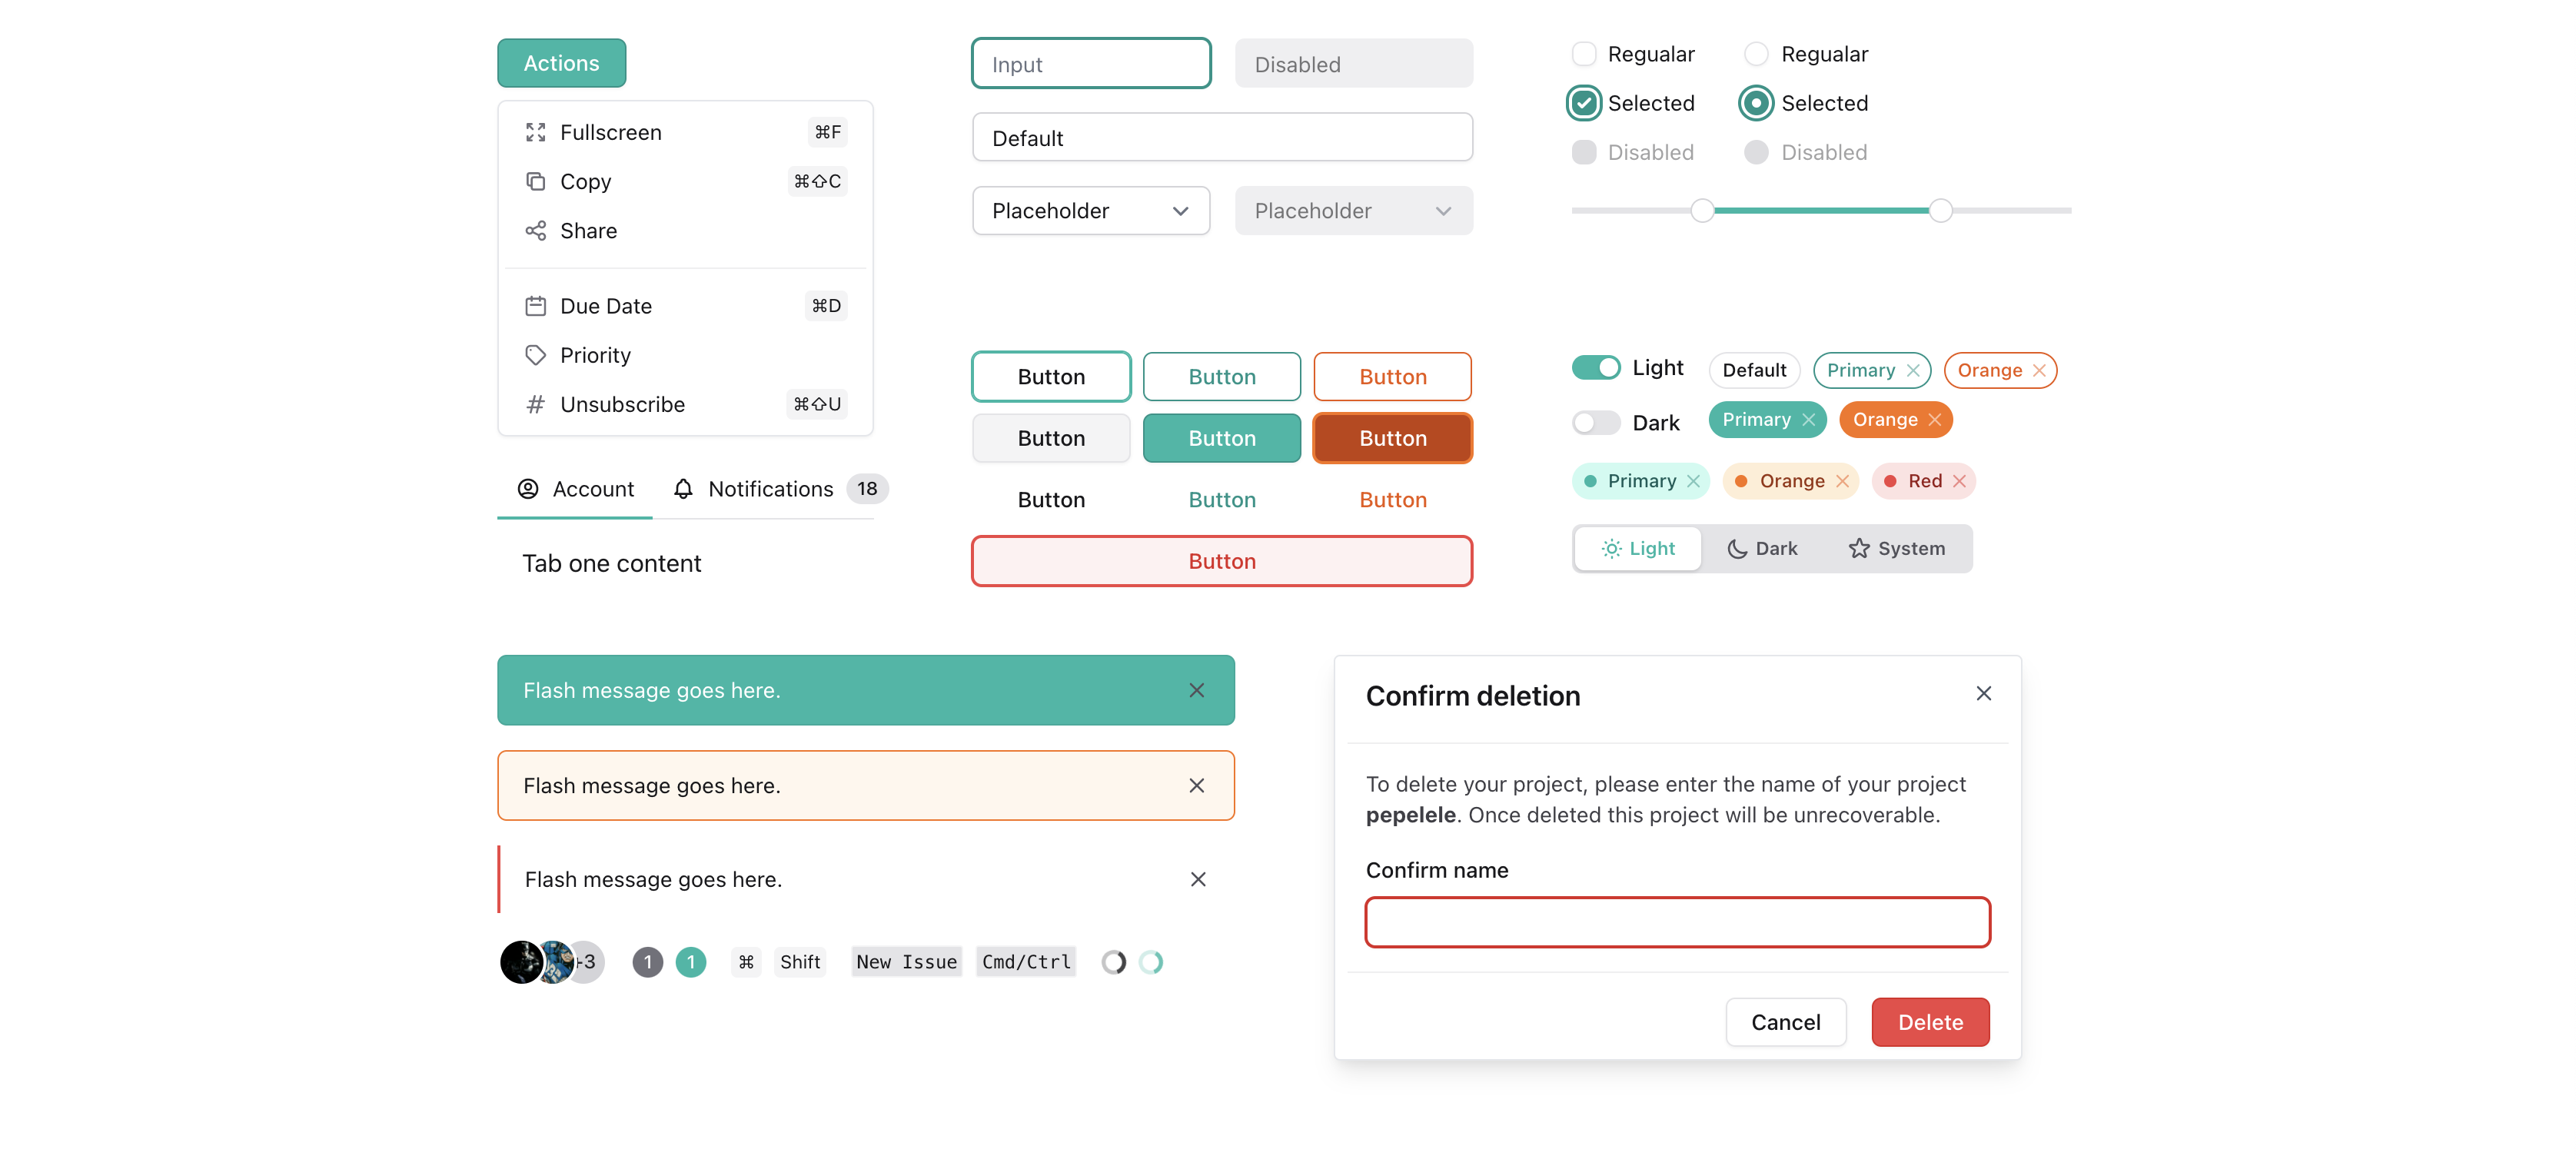 Actions
Fullscreen ⌘F
Copy ⌘⇧C
Share
Due Date ⌘D
Priority
# Unsubscribe ⌘⇧U
Account Notifications 18
Tab one content
Input Disabled
Default
Placeholder Placeholder
Button Button Button
Button Button Button
Button Button Button
Button
Regualar Regualar
Selected Selected
Disabled Disabled
Light Default Primary Orange
Dark Primary Orange
Primary Orange Red
Light Dark System
Flash message goes here.
Flash message goes here.
Flash message goes here.
+3 1 1 ⌘ Shift New Issue Cmd/Ctrl
Confirm deletion
To delete your project, please enter the name of your project
pepelele. Once deleted this project will be unrecoverable.
Confirm name
Cancel Delete